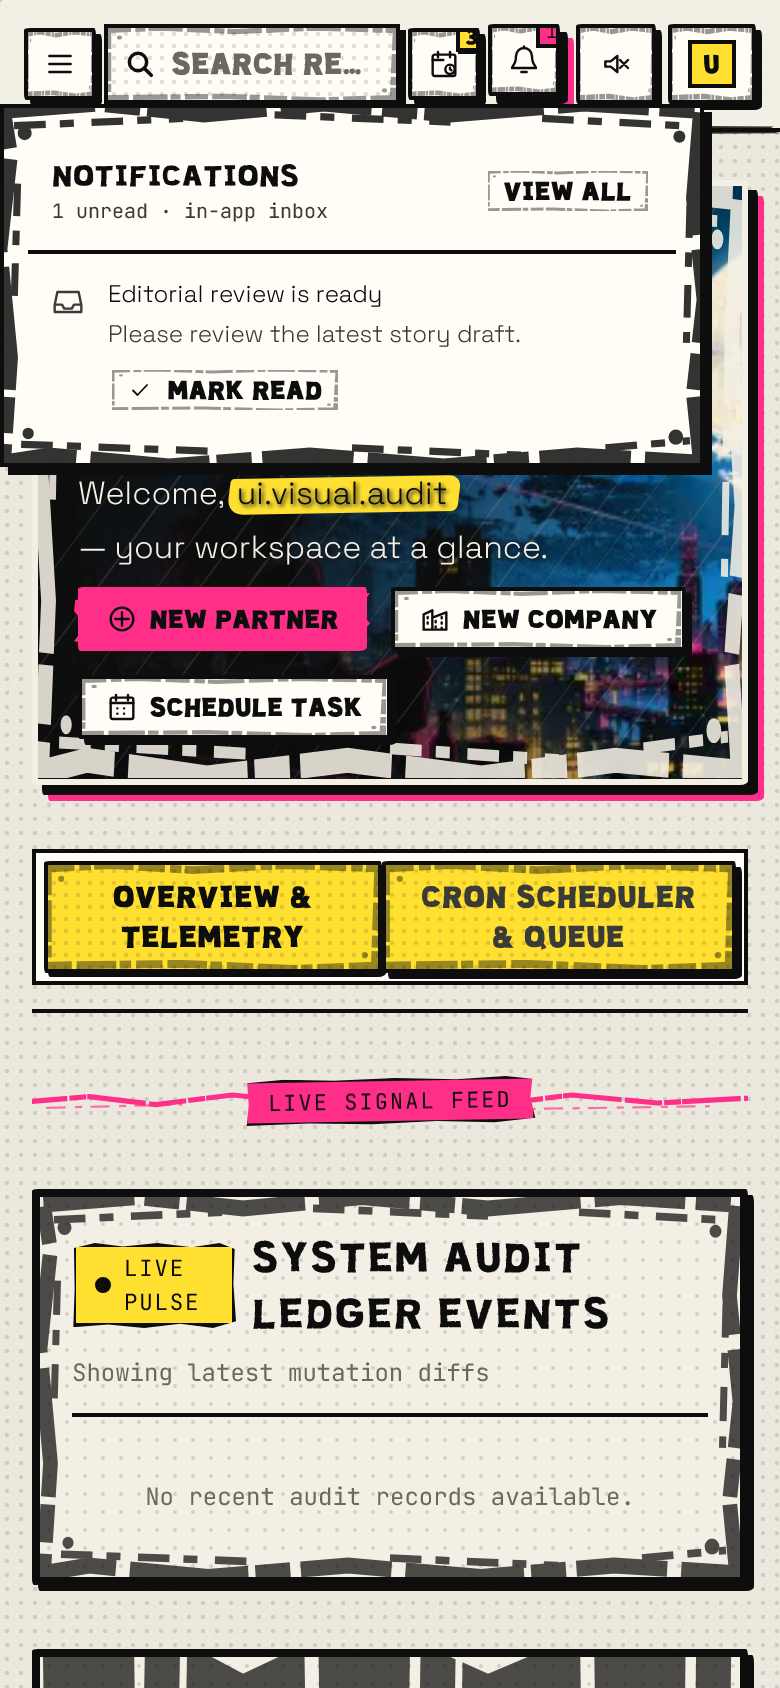 SEARCH RE...
3
1
U
NOTIFICATIONS
1 unread · in-app inbox
VIEW ALL
Editorial review is ready
Please review the latest story draft.
MARK READ
Welcome, ui.visual.audit
— your workspace at a glance.
NEW PARTNER
NEW COMPANY
SCHEDULE TASK
OVERVIEW &
TELEMETRY
CRON SCHEDULER
& QUEUE
LIVE SIGNAL FEED
LIVE
PULSE
SYSTEM AUDIT
LEDGER EVENTS
Showing latest mutation diffs
No recent audit records available.